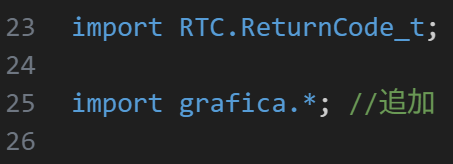 23 import RTC.ReturnCode_t;
24
25 import grafica.*; //追加
26